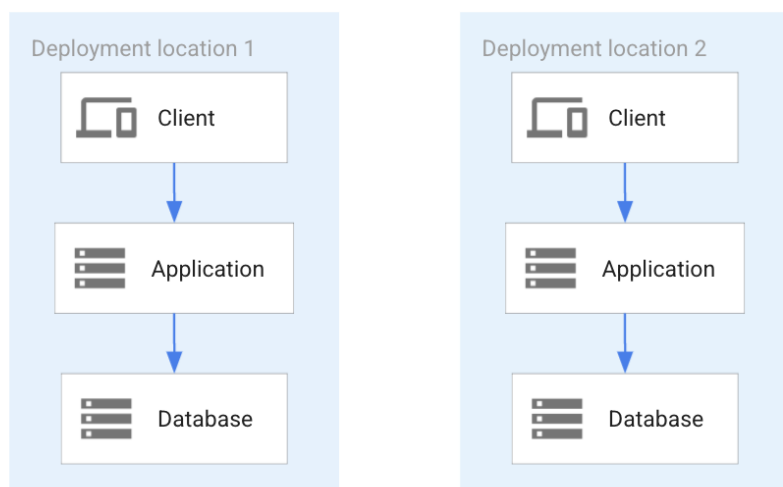 Deployment location 1
Client
Application
Database
Deployment location 2
Client
Application
Database